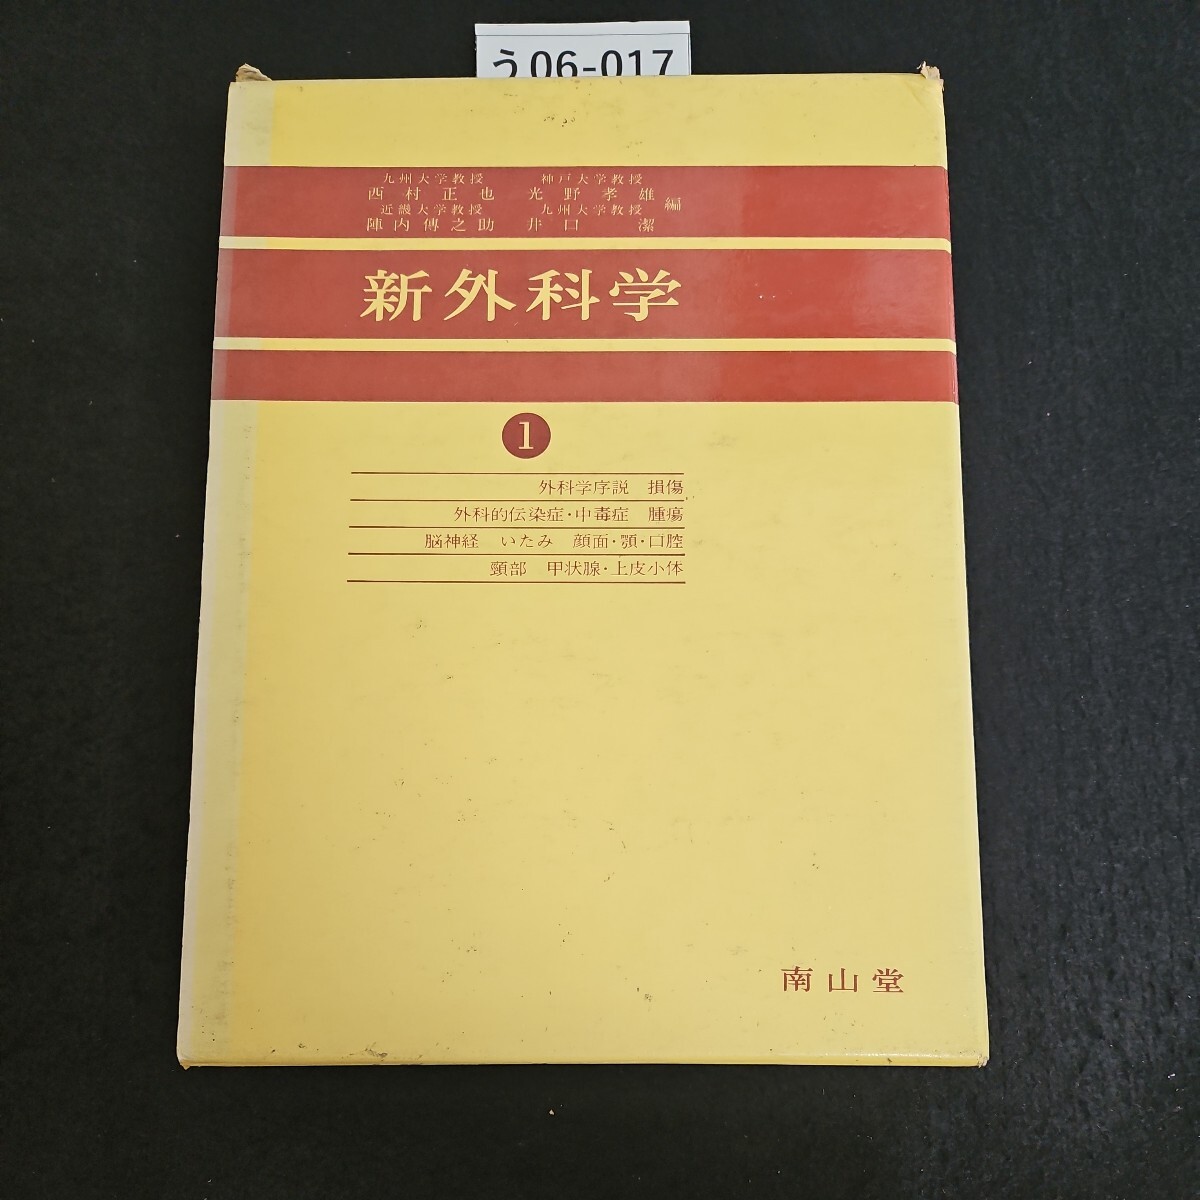 う06-017
九州大学教授　神戸大学教授
西村正也　光野孝雄　編
近畿大学教授　九州大学教授
陣内傳之助　井口　潔
新外科学
1
外科学序説　損傷
外科的伝染症・中毒症　腫瘍
脳神経　いたみ　顔面・顎・口腔
頸部　甲状腺・上皮小体
南山堂